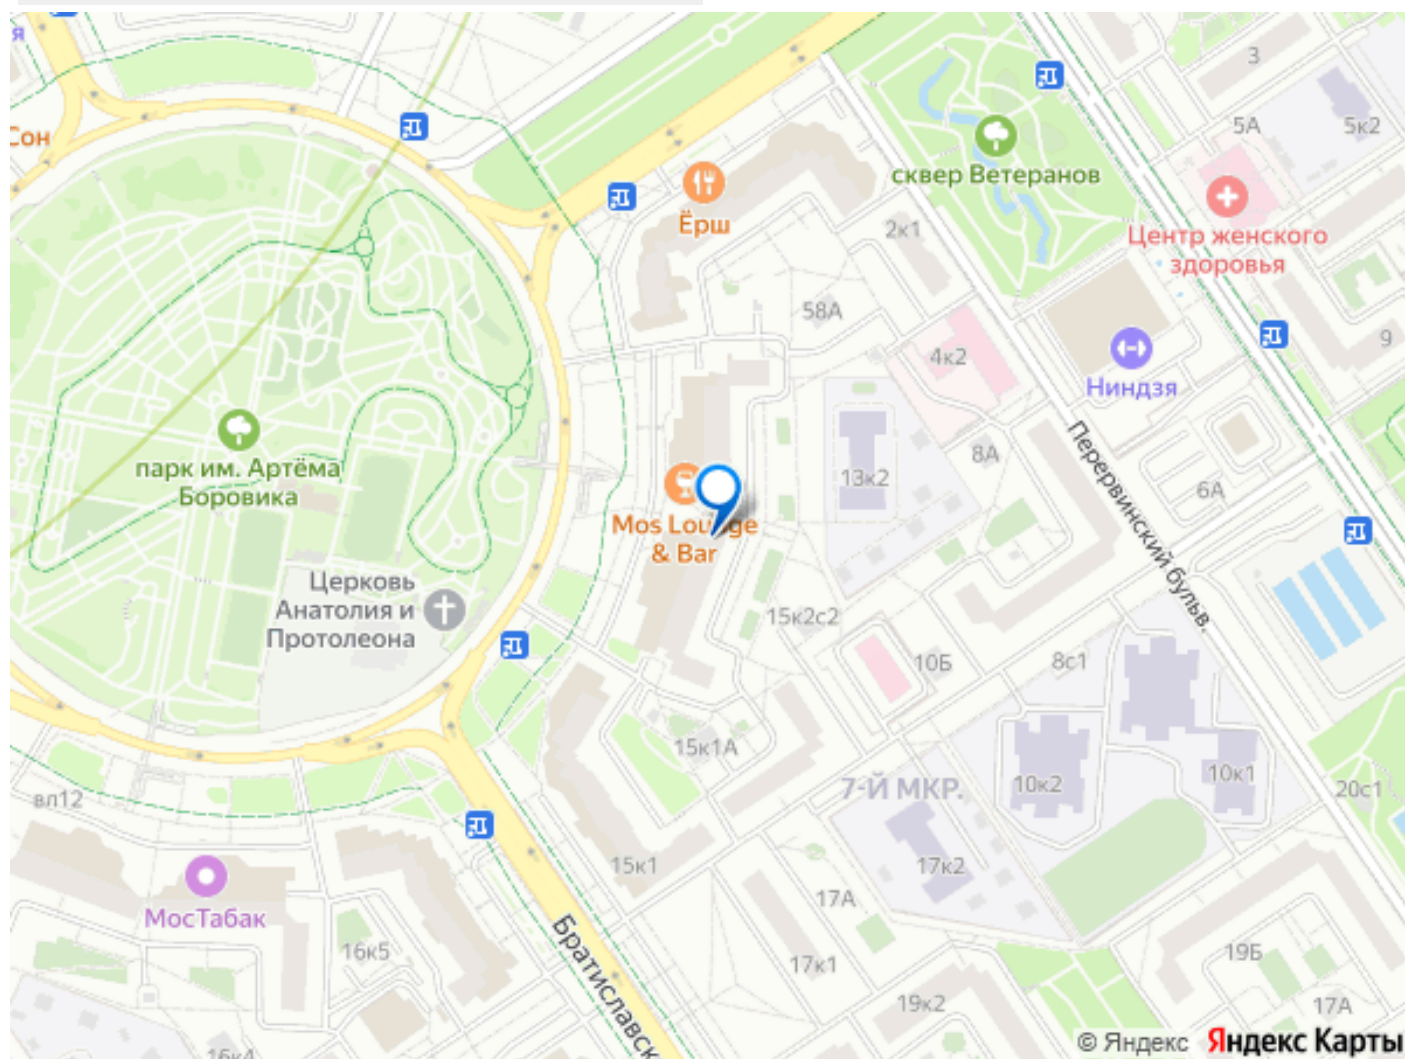 я
Сон
Ёрш
сквер Ветеранов
3
5А
5к2
Центр женского
здоровья
2к1
58А
4к2
Ниндзя
9
парк им. Артёма
Боровика
13к2
8А
6А
Перервинский бульв.
Mos Lounge
& Bar
Церковь
Анатолия и
Протолеона
15к2с2
10Б
8с1
15к1А
7-Й МКР.
10к2
10к1
20с1
вл12
15к1
17к2
МосТабак
17А
16к5
Братиславск
17к1
19Б
19к2
17А
16к4
© Яндекс Яндекс Карты